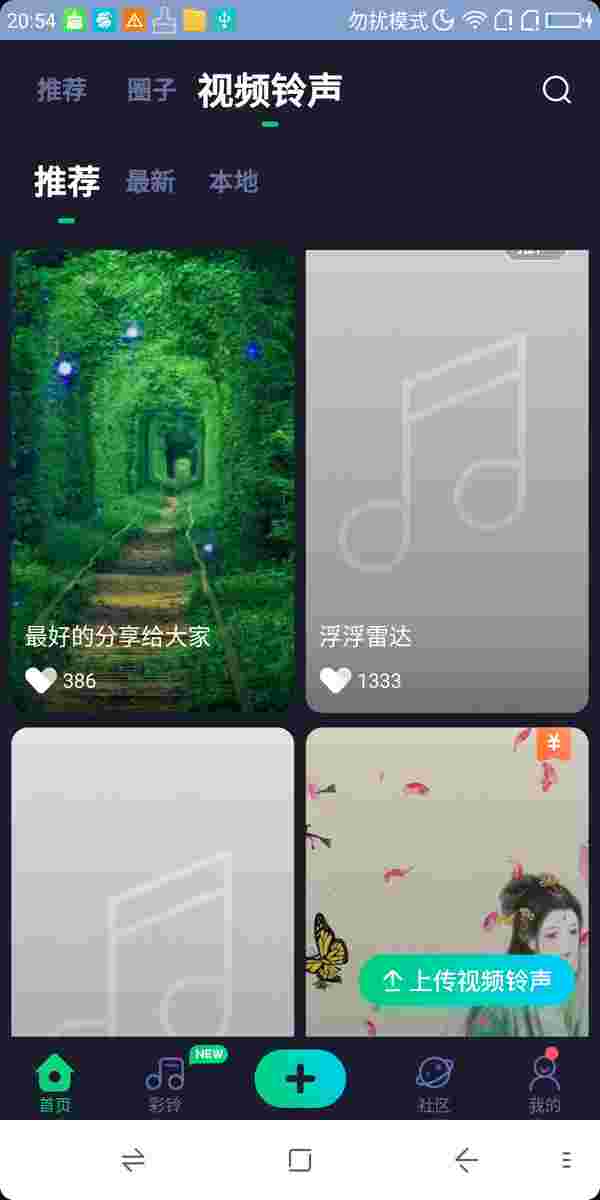 20:54 勿扰模式
推荐 圈子 视频铃声
推荐 最新 本地
最好的分享给大家
386
浮浮雷达
1333
¥
上传视频铃声
NEW
首页 彩铃 社区 我的